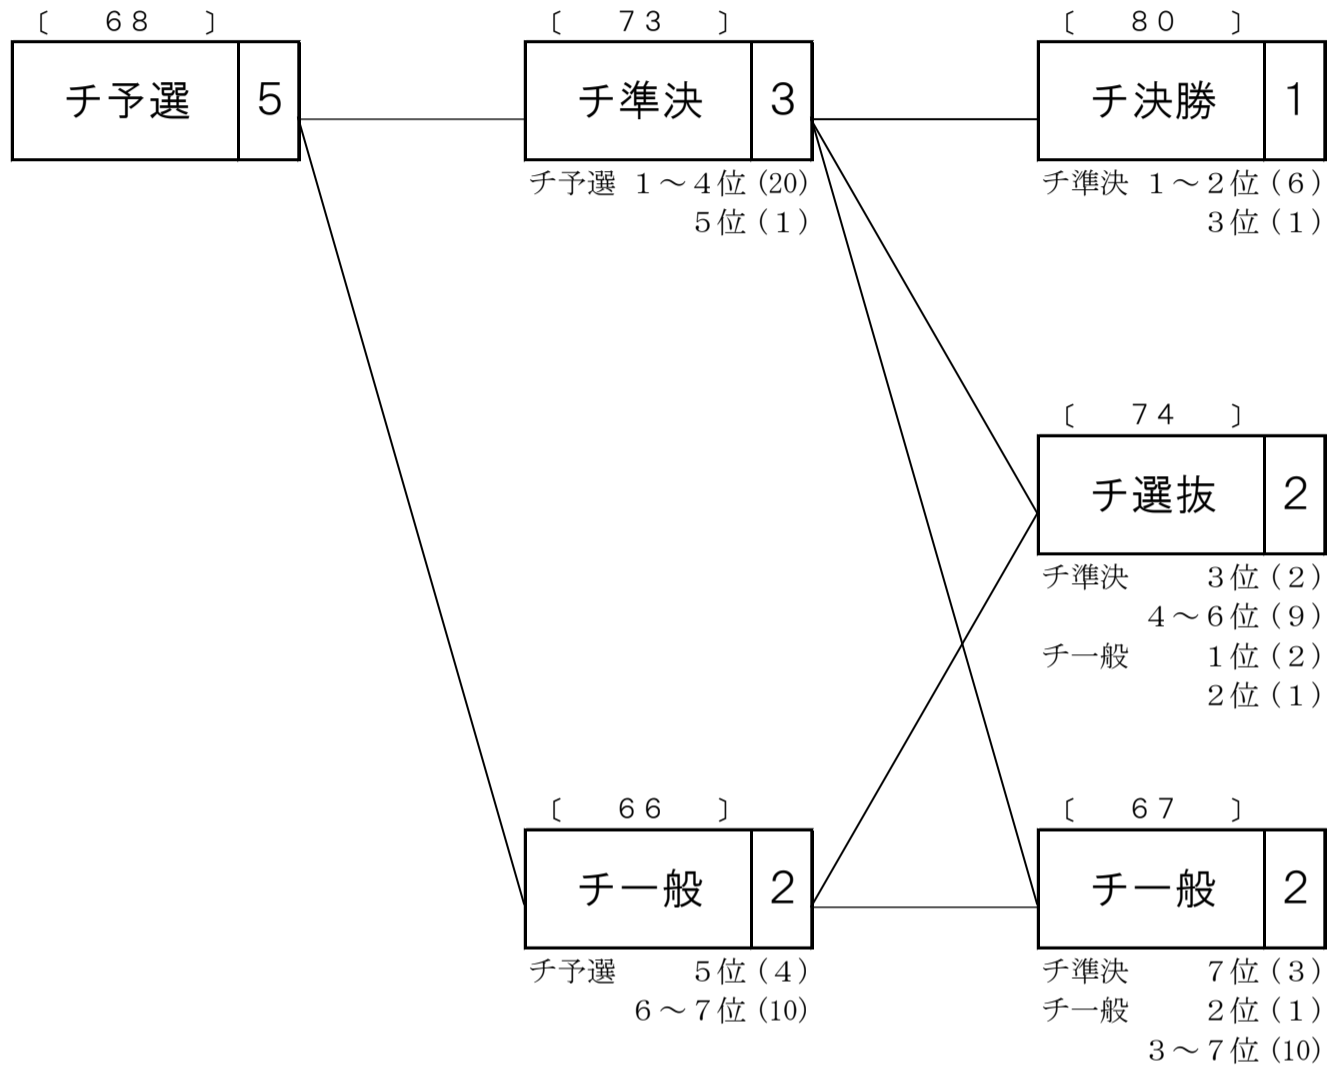 〔 68 〕
チ予選 5
〔 73 〕
チ準決 3
チ予選 1~4位(20)
5位(1)
〔 80 〕
チ決勝 1
チ準決 1~2位(6)
3位(1)
〔 74 〕
チ選抜 2
チ準決 3位(2)
4~6位(9)
チ一般 1位(2)
2位(1)
〔 66 〕
チ一般 2
チ予選 5位(4)
6~7位(10)
〔 67 〕
チ一般 2
チ準決 7位(3)
チ一般 2位(1)
3~7位(10)